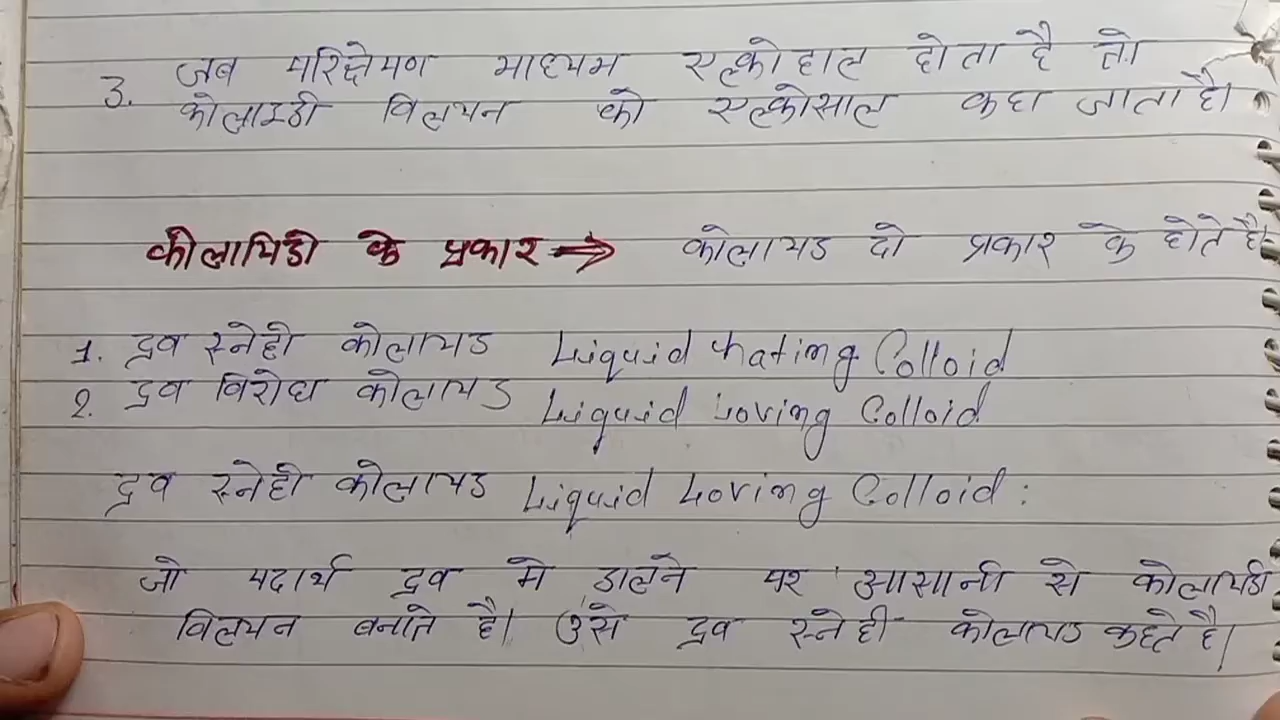 3. जब परिक्षेपण माध्यम एल्कोहाल होता है तो
कोलाइडी विलयन को एल्कोसाल कहा जाता है।
कोलायिडो के प्रकार ⇒ कोलायड दो प्रकार के होते है
1. द्रव स्नेही कोलायड Liquid hating Colloid
2. द्रव विरोध कोलायड Liquid Loving Colloid
द्रव स्नेही कोलायड Liquid Loving Colloid :
जो पदार्थ द्रव मे डालने पर आसानी से कोलायडी
विलयन बनाते है। उसे द्रव स्नेही कोलायड कहते है।